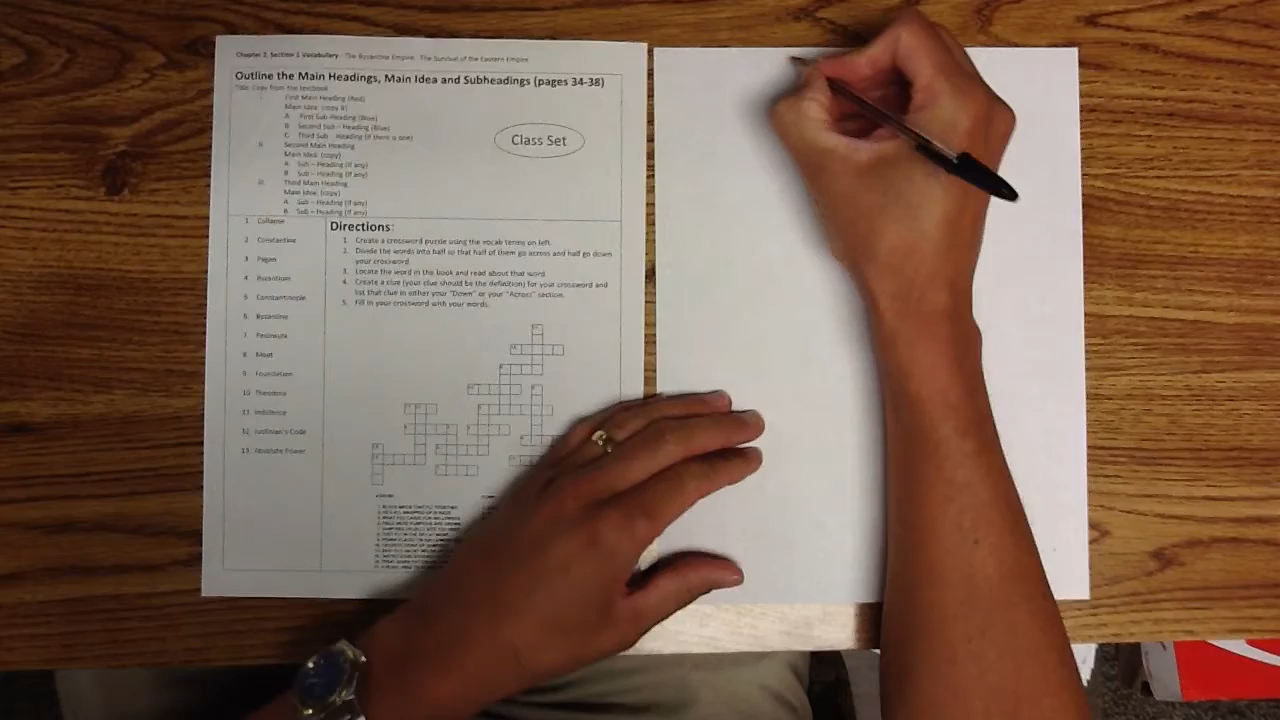 Chapter 2, Section 1 Vocabulary - The Byzantine Empire: The Survival of the Eastern Empire
Outline the Main Headings, Main Idea and Subheadings (pages 34-38)
Title: Copy from the textbook
I. First Main Heading (Red)
Main Idea: (copy it)
A. First Sub-Heading (Blue)
B. Second Sub-Heading (Blue)
C. Third Sub-Heading (if there is one)
II. Second Main Heading
Main Idea: (copy)
A. Sub-Heading (if any)
B. Sub-Heading (if any)
III. Third Main Heading
Main Idea: (copy)
A. Sub-Heading (if any)
B. Sub-Heading (if any)
Class Set
1. Collapse
2. Constantine
3. Pagan
4. Byzantium
5. Constantinople
6. Byzantine
7. Peninsula
8. Moat
9. Foundation
10. Theodora
11. Indolence
12. Justinian's Code
13. Absolute Power
Directions:
1. Create a crossword puzzle using the vocab terms on left.
2. Divide the words into half so that half of them go across and half go down
your crossword.
3. Locate the word in the book and read about that word.
4. Create a clue (your clue should be the definition) for your crossword and
list that clue in either your "Down" or your "Across" section.
5. Fill in your crossword with your words.